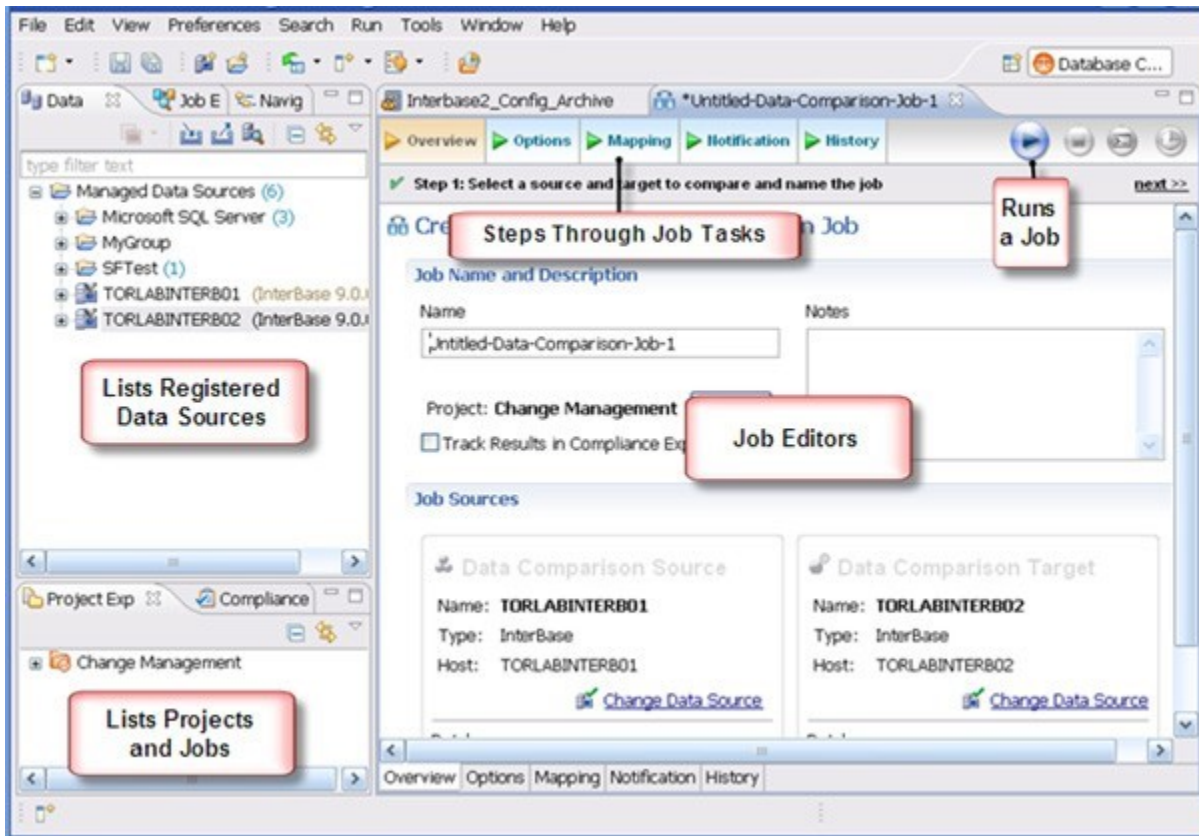 File Edit View Preferences Search Run Tools Window Help
Database C...
Data Job E Navig
Interbase2_Config_Archive *Untitled-Data-Comparison-Job-1
Overview Options Mapping Notification History
type filter text
Step 1: Select a source and target to compare and name the job next >>
Managed Data Sources (6)
Microsoft SQL Server (3)
MyGroup
SFTest (1)
TORLABINTERB01 (InterBase 9.0.
TORLABINTERB02 (InterBase 9.0.
Lists Registered
Data Sources
Cre
n Job
Steps Through Job Tasks
Runs
a Job
Job Name and Description
Name
Notes
Untitled-Data-Comparison-Job-1
Project: Change Management
Track Results in Compliance Exp
Job Editors
Job Sources
Data Comparison Source
Name: TORLABINTERB01
Type: InterBase
Host: TORLABINTERB01
Change Data Source
Data Comparison Target
Name: TORLABINTERB02
Type: InterBase
Host: TORLABINTERB02
Change Data Source
Project Exp Compliance
Change Management
Lists Projects
and Jobs
Overview Options Mapping Notification History